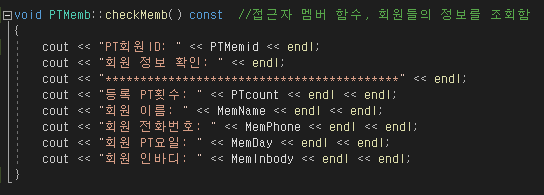 void PTMemb::checkMemb() const  //접근자 멤버 함수, 회원들의 정보를 조회함
{
cout << "PT회원ID: " << PTMemid << endl;
cout << "회원 정보 확인: " << endl;
cout << "*****************************************" << endl;
cout << "등록 PT횟수: " << PTcount << endl << endl;
cout << "회원 이름: " << MemName << endl << endl;
cout << "회원 전화번호: " << MemPhone << endl << endl;
cout << "회원 PT요일: " << MemDay << endl << endl;
cout << "회원 인바디: " << MemInbody << endl << endl;
}